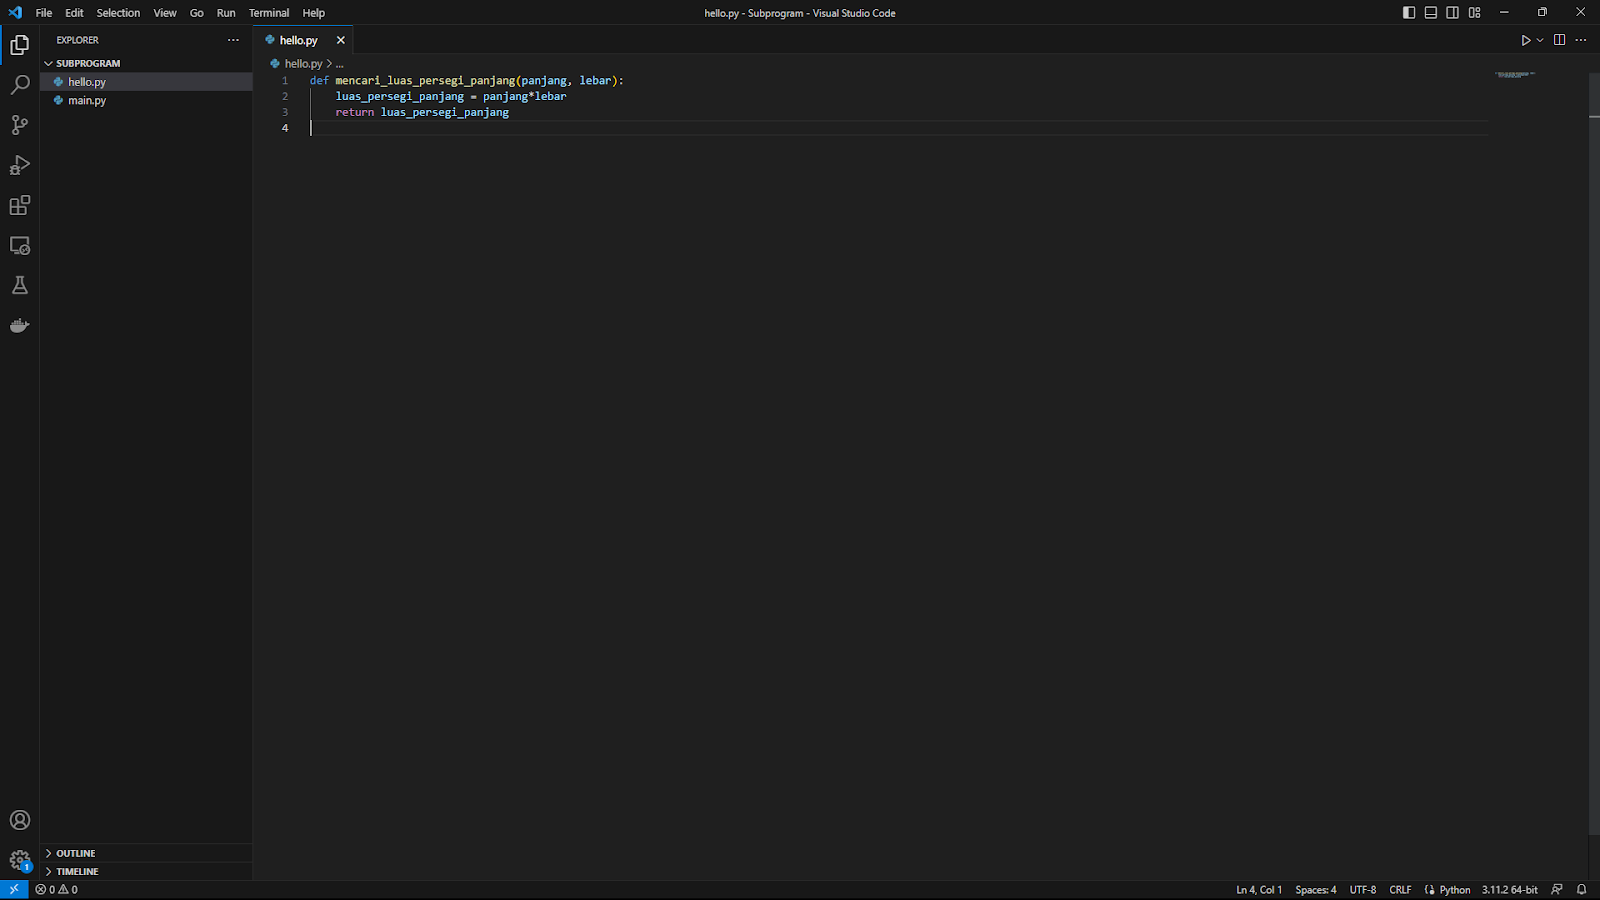 File Edit Selection View Go Run Terminal Help
hello.py - Subprogram - Visual Studio Code
EXPLORER
hello.py
SUBPROGRAM
hello.py
main.py
hello.py > ...
1 def mencari_luas_persegi_panjang(panjang, lebar):
2 luas_persegi_panjang = panjang*lebar
3 return luas_persegi_panjang
4
OUTLINE
TIMELINE
1
0 0
Ln 4, Col 1 Spaces: 4 UTF-8 CRLF Python 3.11.2 64-bit